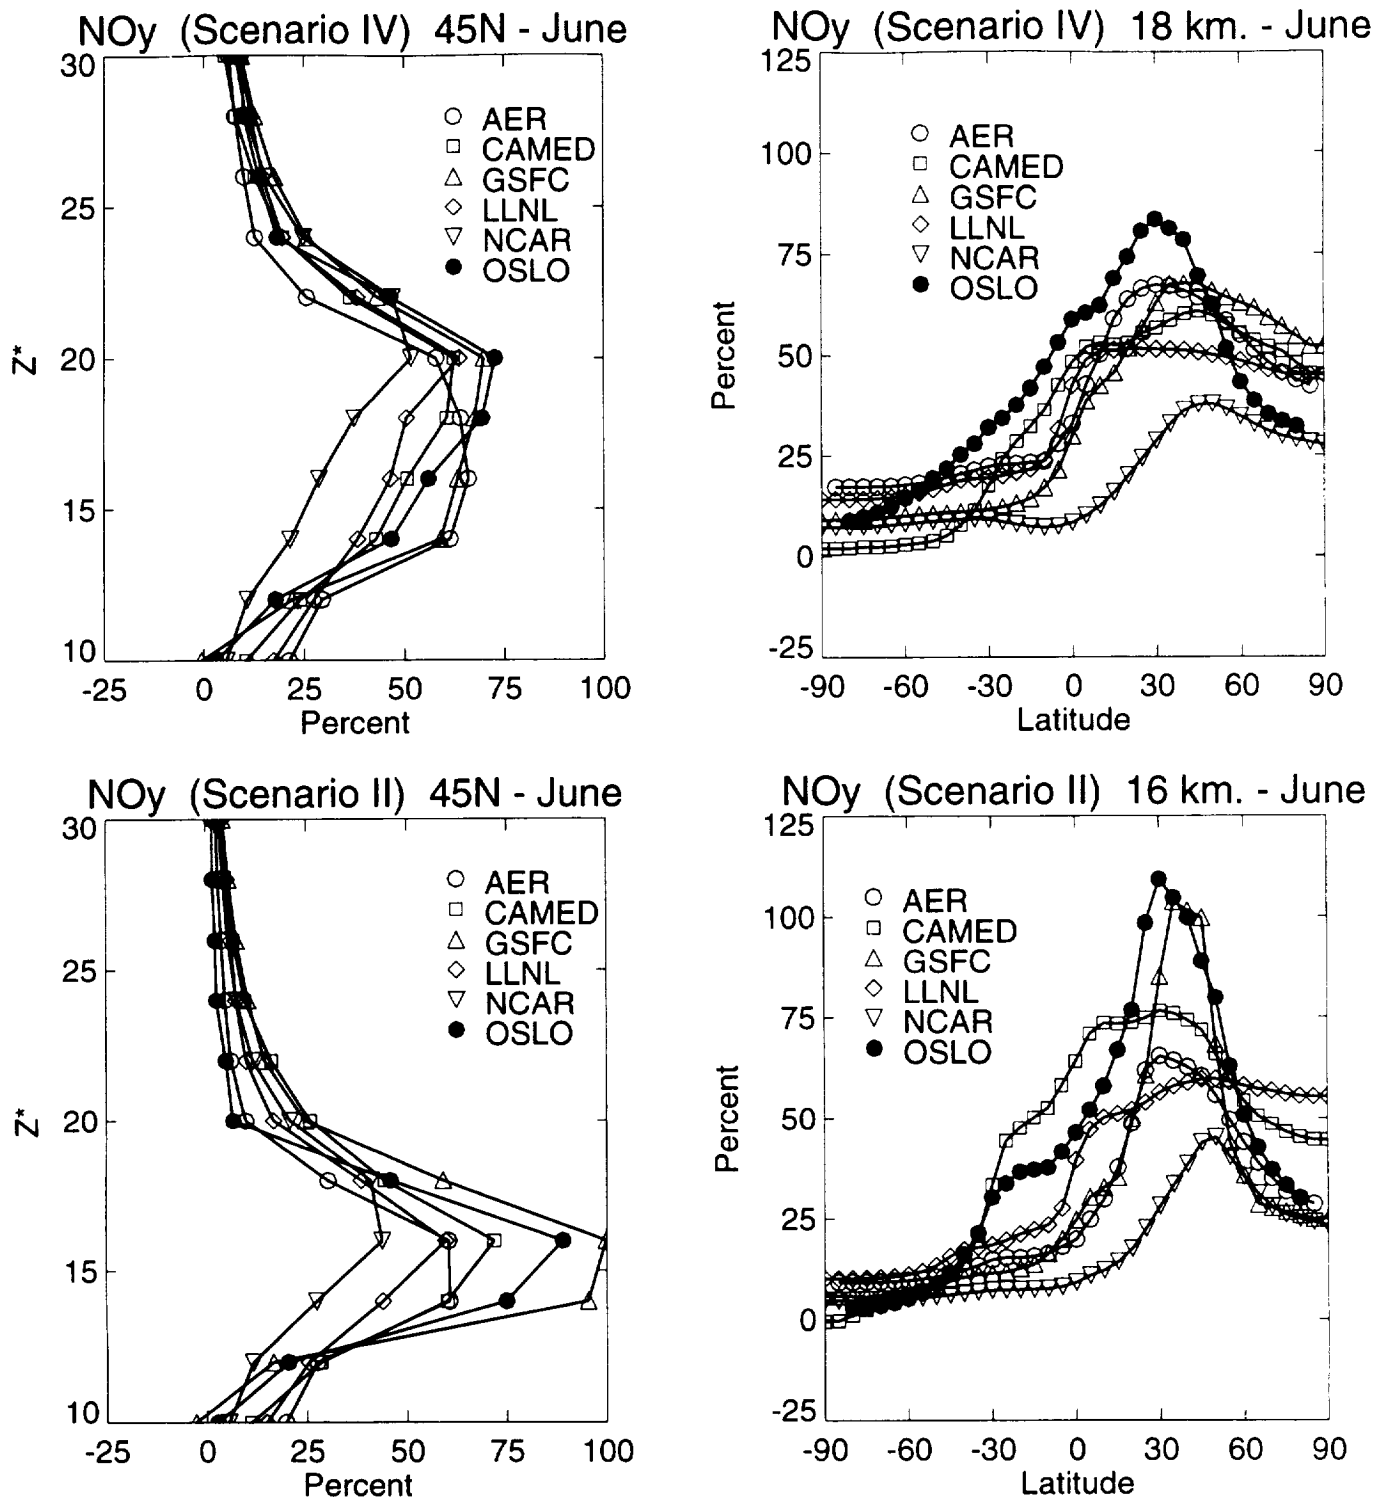 NOy (Scenario IV) 45N - June
30
25
20
15
10
Z*
AER
CAMED
GSFC
LLNL
NCAR
OSLO
-25 0 25 50 75 100
Percent
NOy (Scenario IV) 18 km. - June
125
100
75
50
25
0
-25
Percent
AER
CAMED
GSFC
LLNL
NCAR
OSLO
-90 -60 -30 0 30 60 90
Latitude
NOy (Scenario II) 45N - June
30
25
20
15
10
Z*
AER
CAMED
GSFC
LLNL
NCAR
OSLO
-25 0 25 50 75 100
Percent
NOy (Scenario II) 16 km. - June
125
100
75
50
25
0
-25
Percent
AER
CAMED
GSFC
LLNL
NCAR
OSLO
-90 -60 -30 0 30 60 90
Latitude